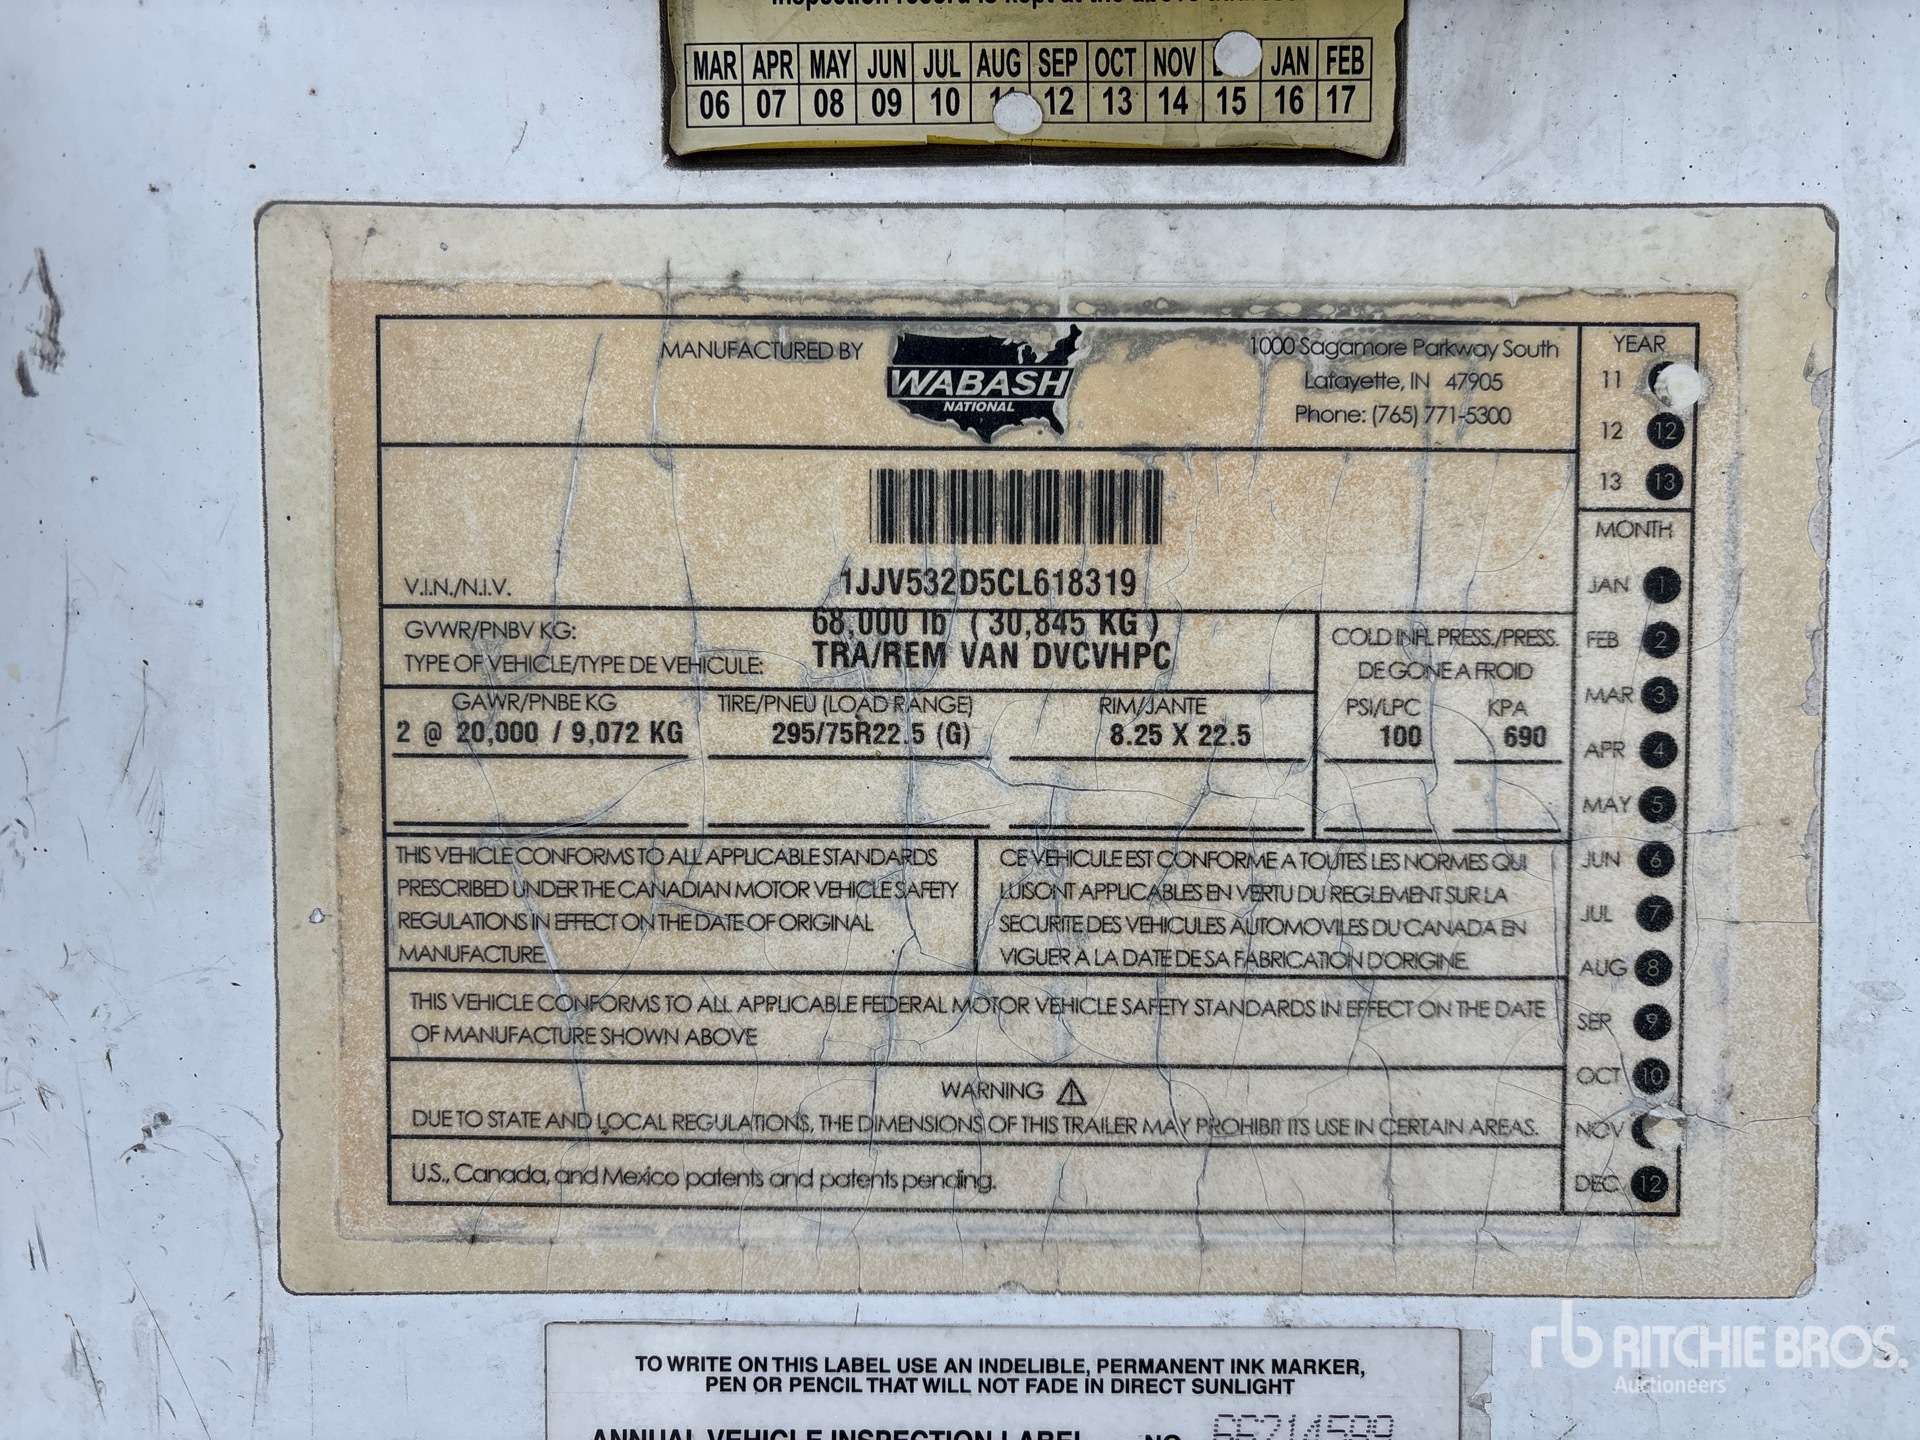 MAR APR MAY JUN JUL AUG SEP OCT NOV JAN FEB
06 07 08 09 10 11 12 13 14 15 16 17
MANUFACTURED BY
WABASH
NATIONAL
1000 Sagamore Parkway South
Lafayette, IN 47905
Phone: (765) 771-5300
V.I.N./N.I.V.
1JJV532D5CL618319
GVWR/PNBV KG: 68,000 lb ( 30,845 KG )
TYPE OF VEHICLE/TYPE DE VEHICULE: TRA/REM VAN DVCVHPC
COLD INFL PRESS./PRESS.
DE GONE A FROID
GAWR/PNBE KG TIRE/PNEU (LOAD RANGE) RIM/JANTE PSI/LPC KPA
2 @ 20,000 / 9,072 KG 295/75R22.5 (G) 8.25 X 22.5 100 690
THIS VEHICLE CONFORMS TO ALL APPLICABLE STANDARDS
PRESCRIBED UNDER THE CANADIAN MOTOR VEHICLE SAFETY
REGULATIONS IN EFFECT ON THE DATE OF ORIGINAL
MANUFACTURE.
CE VEHICULE EST CONFORME A TOUTES LES NORMES QUI
LUISONT APPLICABLES EN VERTU DU REGLEMENT SUR LA
SECURITE DES VEHICULES AUTOMOVILES DU CANADA EN
VIGUER A LA DATE DE SA FABRICATION D'ORIGINE.
THIS VEHICLE CONFORMS TO ALL APPLICABLE FEDERAL MOTOR VEHICLE SAFETY STANDARDS IN EFFECT ON THE DATE
OF MANUFACTURE SHOWN ABOVE
WARNING
DUE TO STATE AND LOCAL REGULATIONS, THE DIMENSIONS OF THIS TRAILER MAY PROHIBIT ITS USE IN CERTAIN AREAS.
U.S., Canada, and Mexico patents and patents pending.
YEAR
11
12 12
13 13
MONTH
JAN 1
FEB 2
MAR 3
APR 4
MAY 5
JUN 6
JUL 7
AUG 8
SEP 9
OCT 10
NOV
DEC 12
TO WRITE ON THIS LABEL USE AN INDELIBLE, PERMANENT INK MARKER,
PEN OR PENCIL THAT WILL NOT FADE IN DIRECT SUNLIGHT
ANNUAL VEHICLE INSPECTION LABEL NO.
rb RITCHIE BROS.
Auctioneers